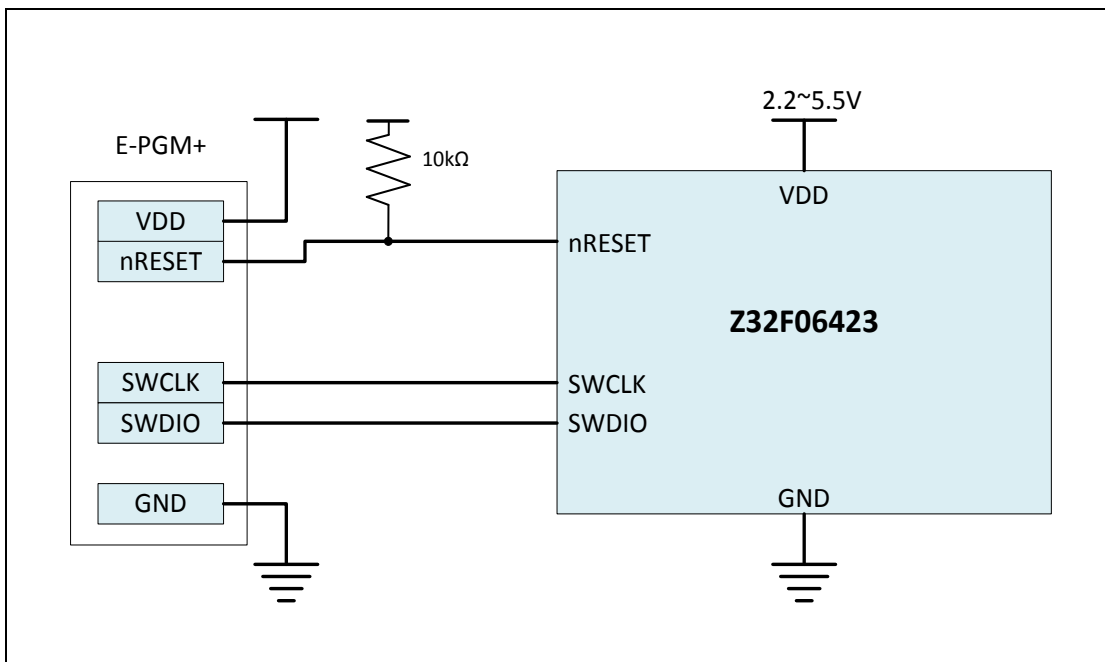 2.2~5.5V
E-PGM+
10kΩ
VDD
VDD
nRESET
nRESET
Z32F06423
SWCLK
SWCLK
SWDIO
SWDIO
GND
GND